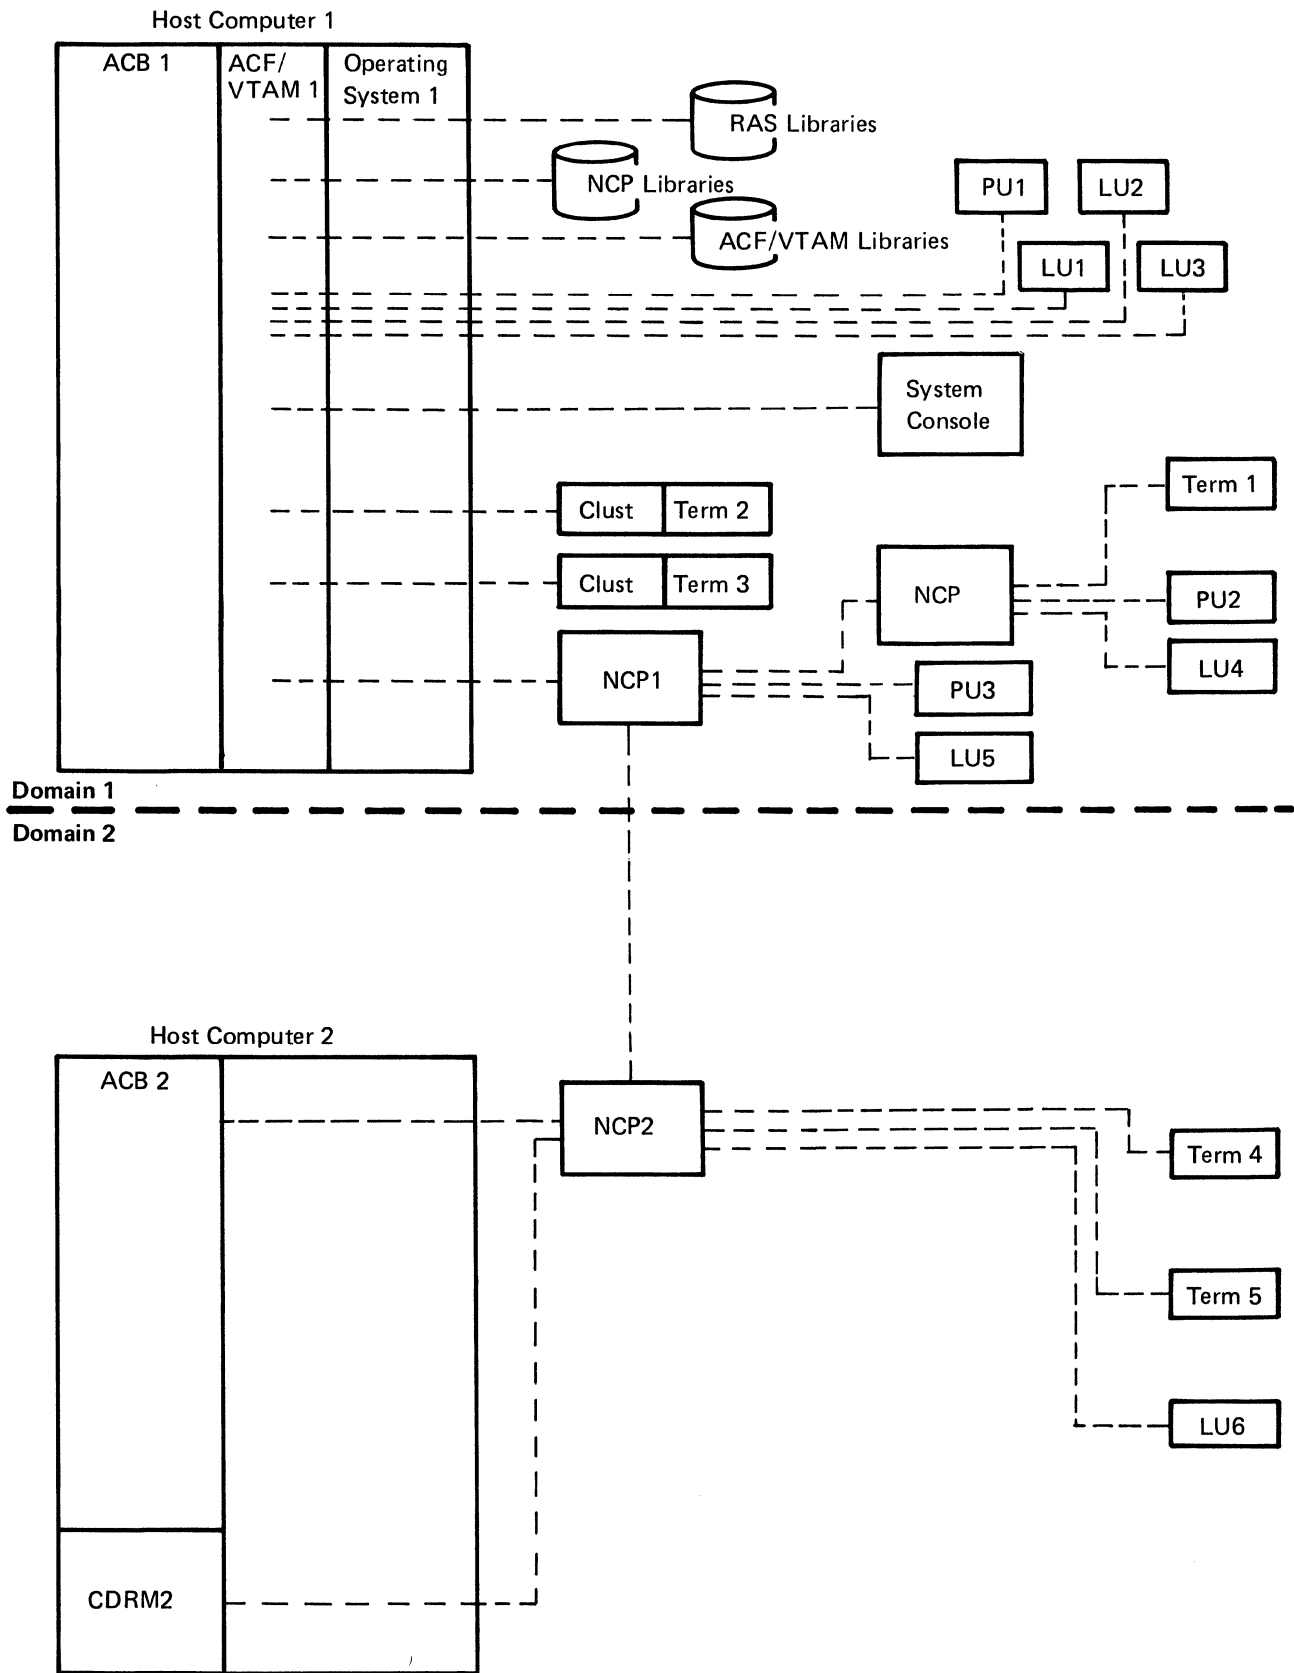 Host Computer 1
ACB 1
ACF/
VTAM 1
Operating
System 1
RAS Libraries
NCP Libraries
ACF/VTAM Libraries
PU1
LU2
LU1
LU3
System
Console
Term 1
Clust
Term 2
Clust
Term 3
NCP
PU2
LU4
NCP1
PU3
LU5
Domain 1
Domain 2
Host Computer 2
ACB 2
NCP2
Term 4
Term 5
LU6
CDRM2